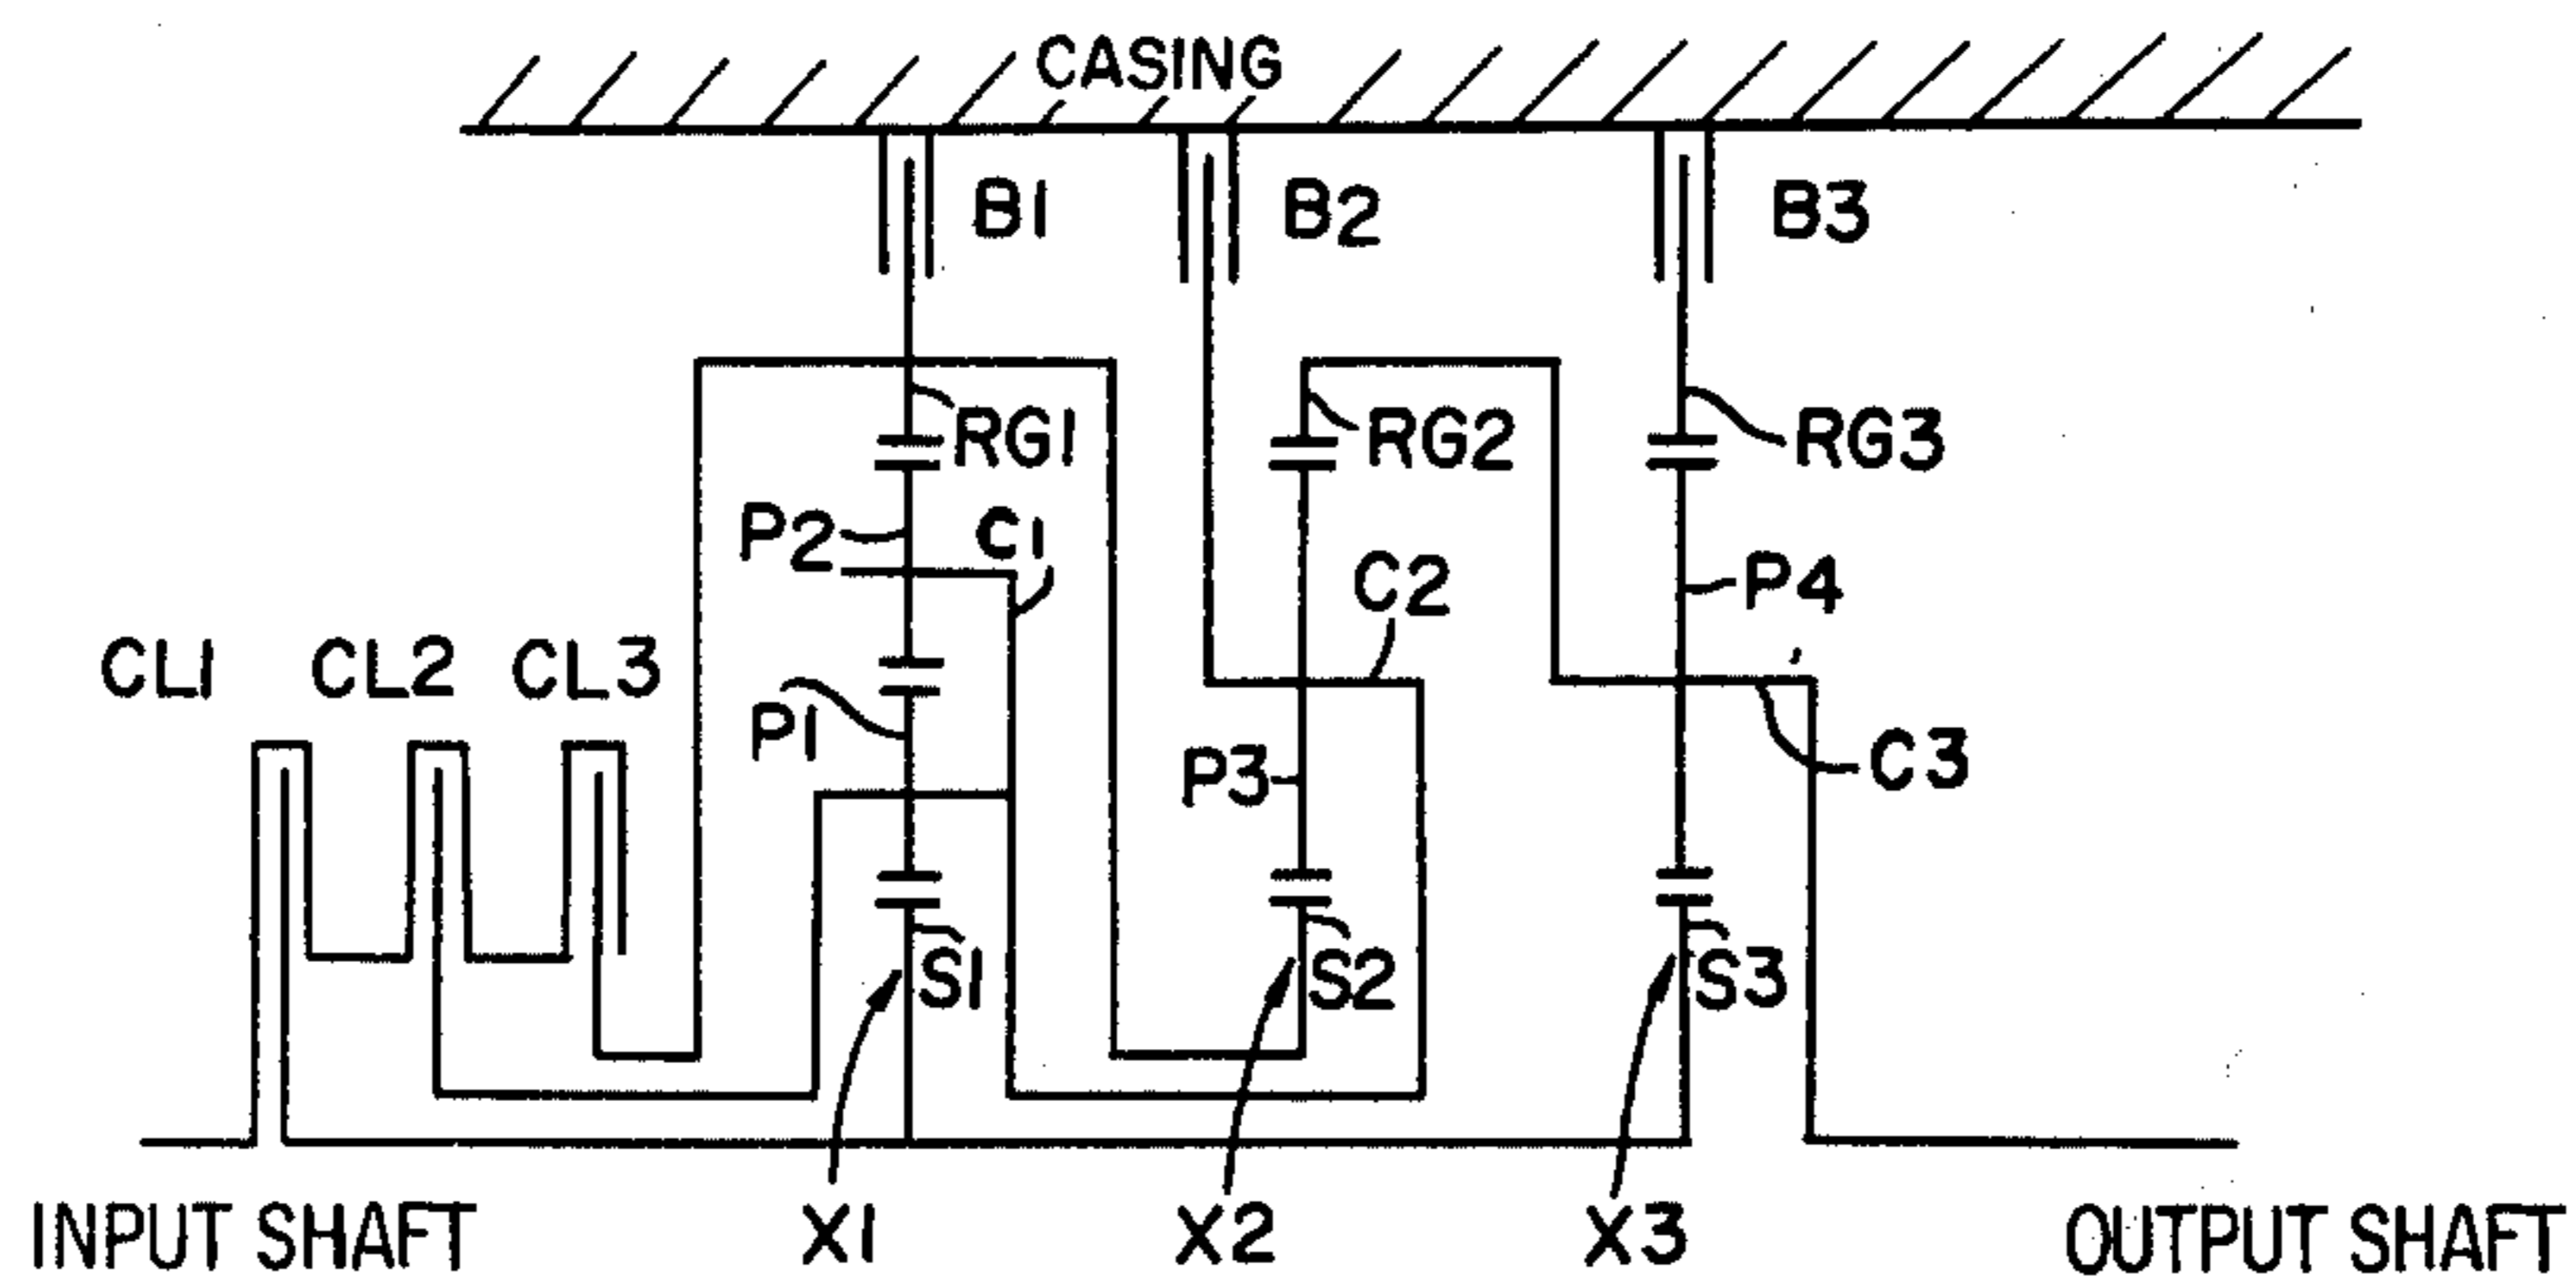 CASING
B1 B2 B3
RG1 RG2 RG3
P2 C1 C2 P4
CL1 CL2 CL3
P1 P3 C3
S1 S2 S3
X1 X2 X3
INPUT SHAFT OUTPUT SHAFT